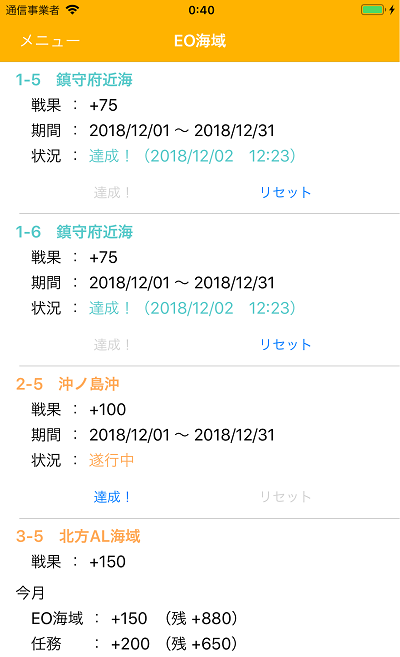 通信事業者 0:40
メニュー EO海域
1-5 鎮守府近海
戦果 : +75
期間 : 2018/12/01 〜 2018/12/31
状況 : 達成！（2018/12/02 12:23）
達成！ リセット
1-6 鎮守府近海
戦果 : +75
期間 : 2018/12/01 〜 2018/12/31
状況 : 達成！（2018/12/02 12:23）
達成！ リセット
2-5 沖ノ島沖
戦果 : +100
期間 : 2018/12/01 〜 2018/12/31
状況 : 遂行中
達成！ リセット
3-5 北方AL海域
戦果 : +150
今月
EO海域 : +150 （残 +880）
任務 : +200 （残 +650）